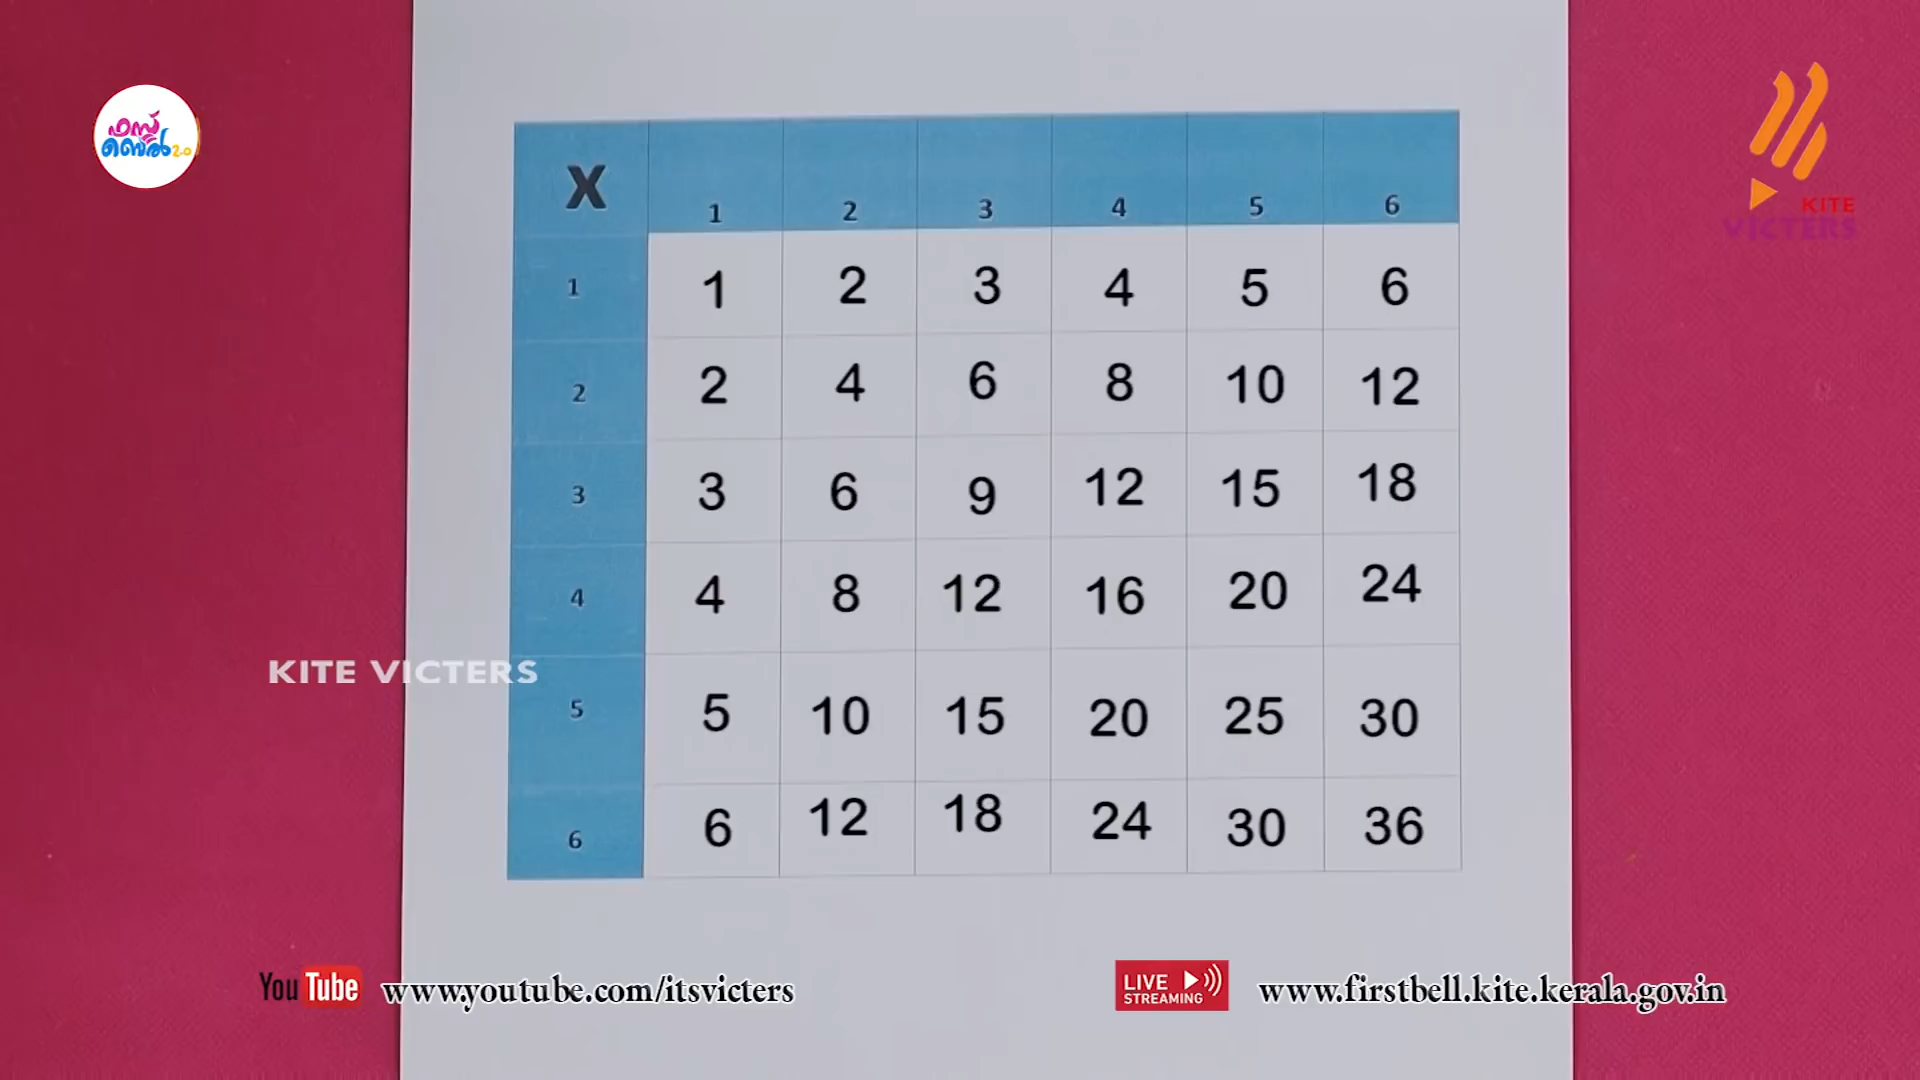 ഫസ്റ്റ്
ബെൽ 2.0
KITE
VICTERS
X 1 2 3 4 5 6
1 1 2 3 4 5 6
2 2 4 6 8 10 12
3 3 6 9 12 15 18
4 4 8 12 16 20 24
KITE VICTERS
5 5 10 15 20 25 30
6 6 12 18 24 30 36
YouTube www.youtube.com/itsvicters
LIVE STREAMING www.firstbell.kite.kerala.gov.in